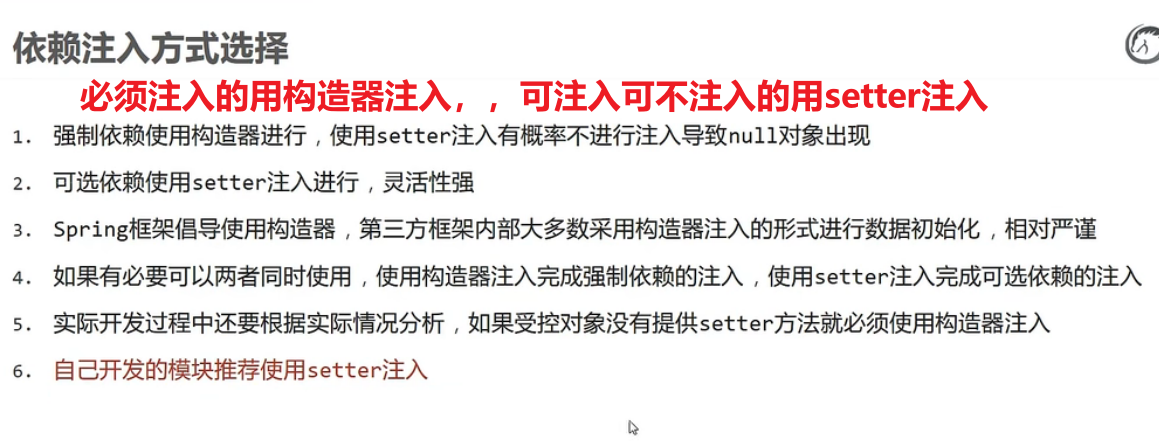 依赖注入方式选择
必须注入的用构造器注入，，可注入可不注入的用setter注入
1. 强制依赖使用构造器进行，使用setter注入有概率不进行注入导致null对象出现
2. 可选依赖使用setter注入进行，灵活性强
3. Spring框架倡导使用构造器，第三方框架内部大多数采用构造器注入的形式进行数据初始化，相对严谨
4. 如果有必要可以两者同时使用，使用构造器注入完成强制依赖的注入，使用setter注入完成可选依赖的注入
5. 实际开发过程中还要根据实际情况分析，如果受控对象没有提供setter方法就必须使用构造器注入
6. 自己开发的模块推荐使用setter注入